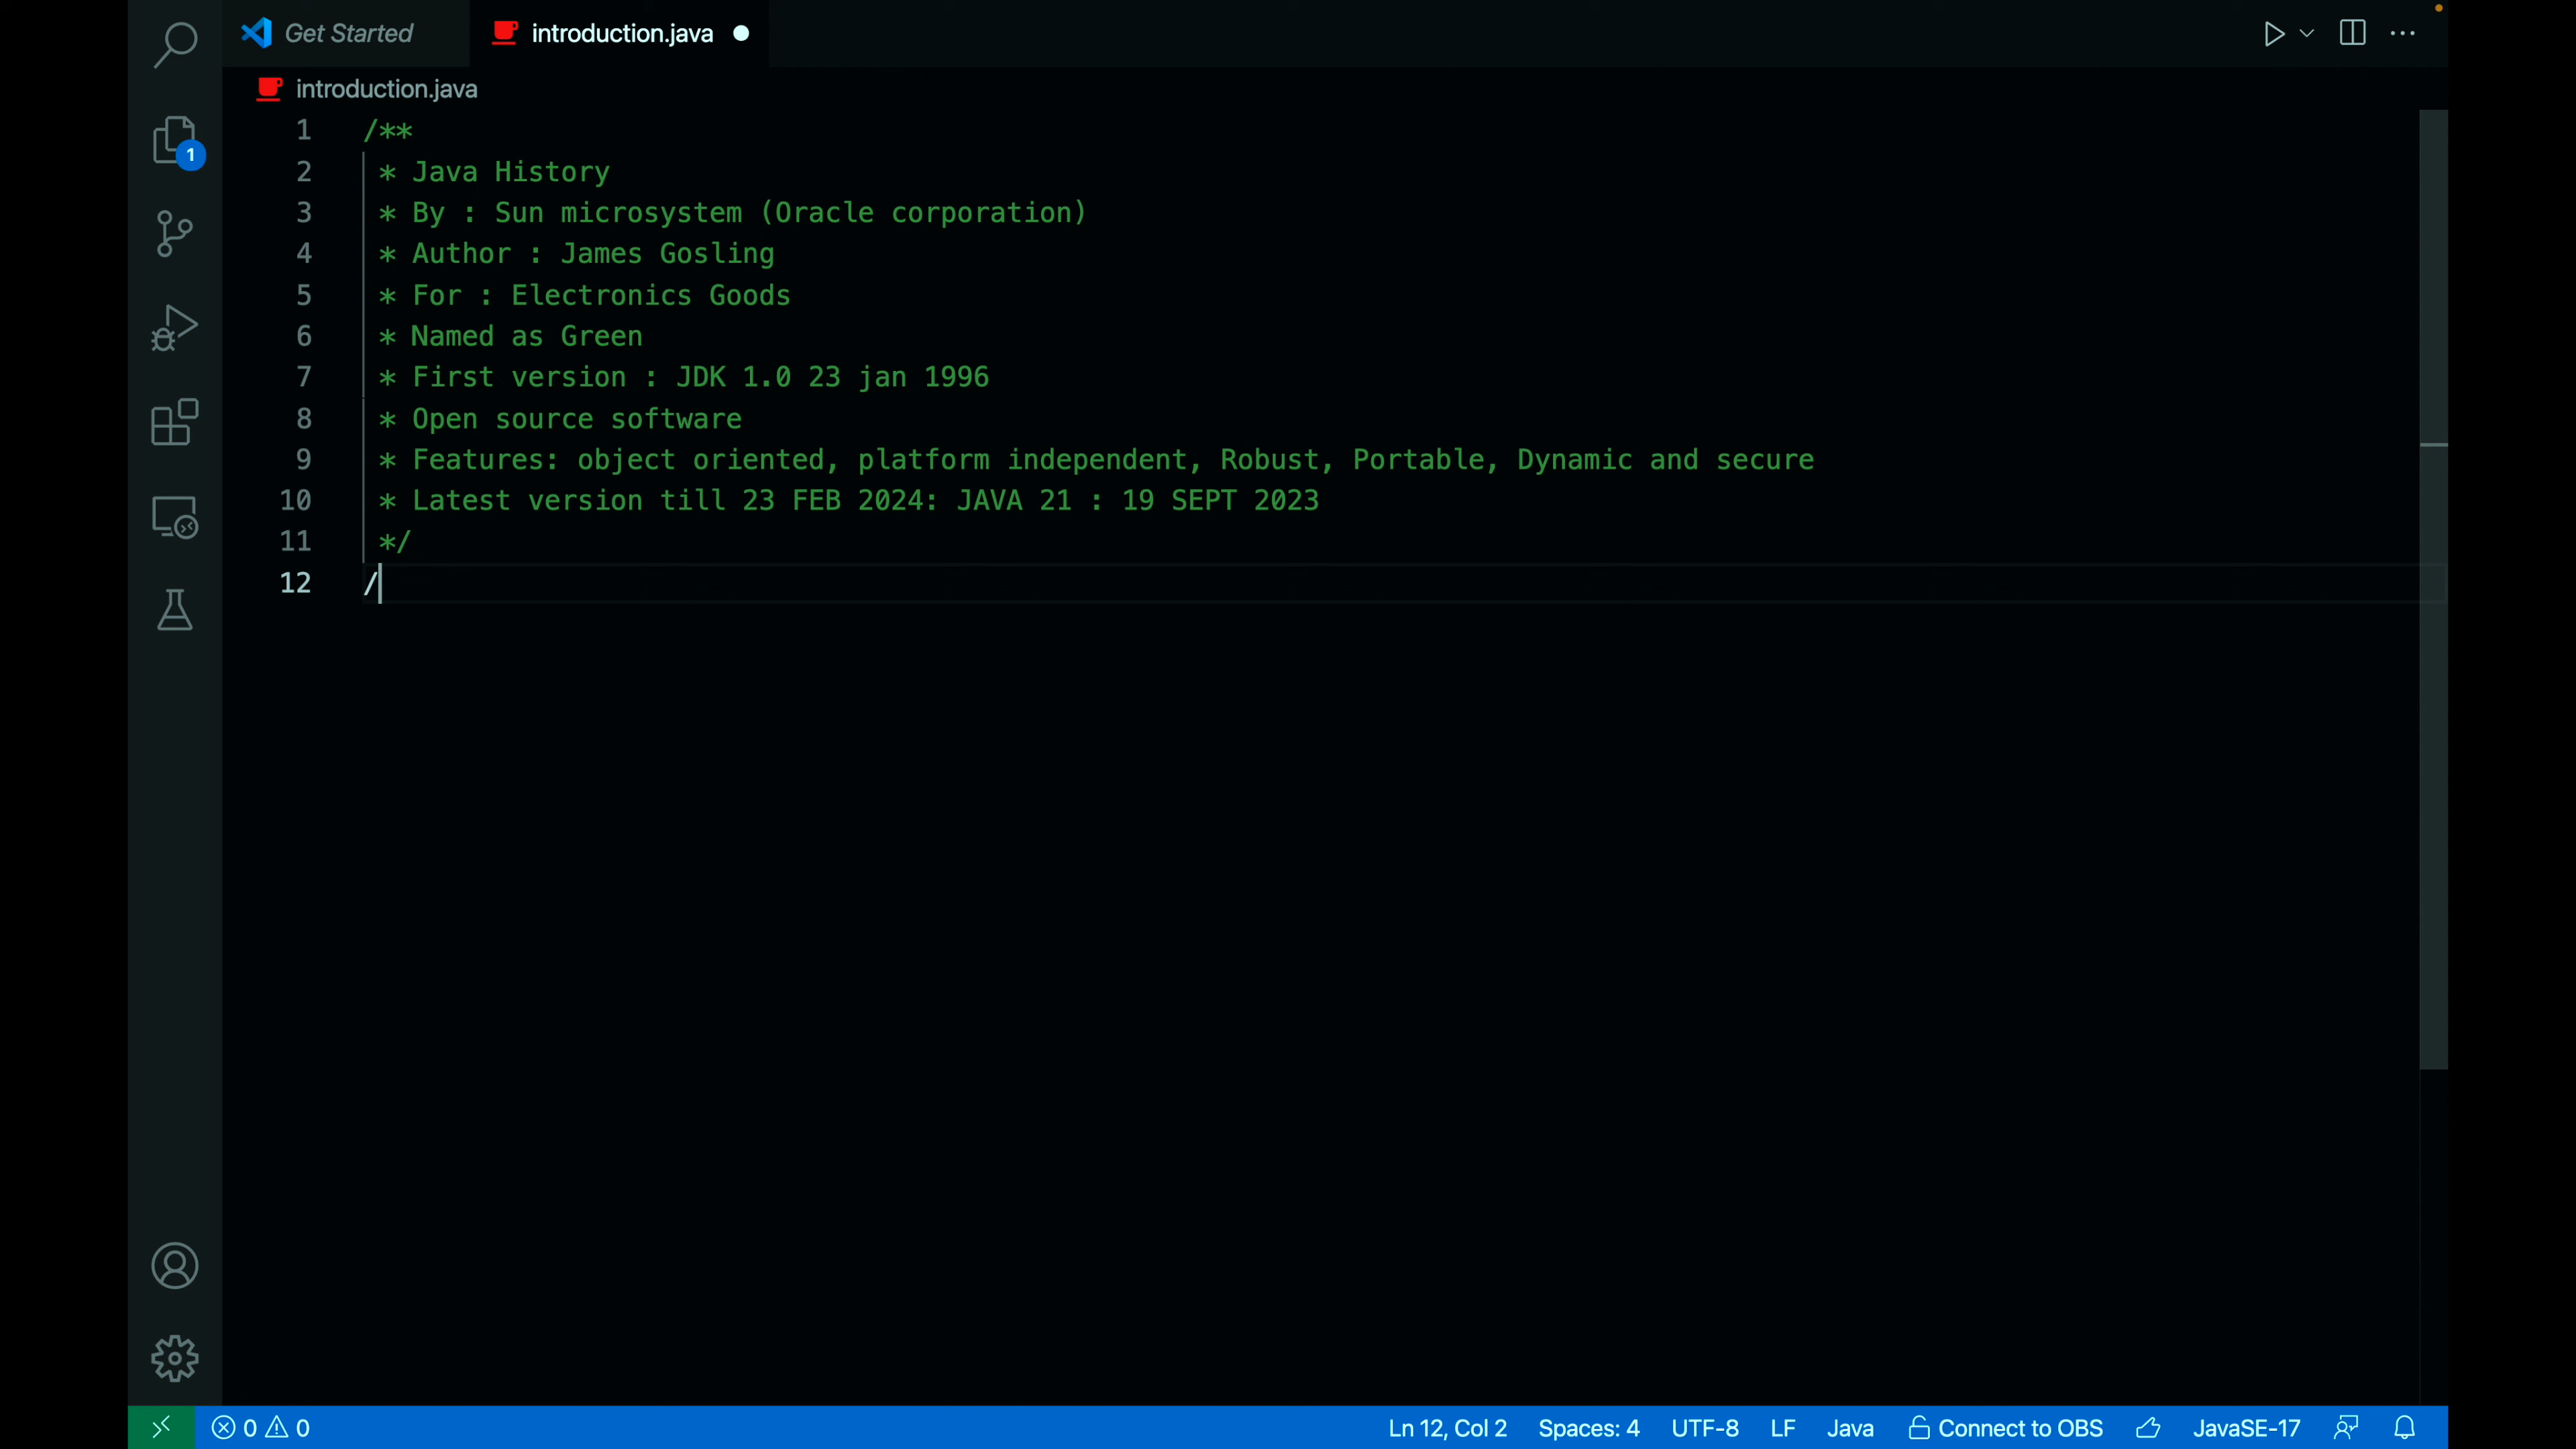 Get Started
introduction.java
introduction.java
1 /**
2 * Java History
3 * By : Sun microsystem (Oracle corporation)
4 * Author : James Gosling
5 * For : Electronics Goods
6 * Named as Green
7 * First version : JDK 1.0 23 jan 1996
8 * Open source software
9 * Features: object oriented, platform independent, Robust, Portable, Dynamic and secure
10 * Latest version till 23 FEB 2024: JAVA 21 : 19 SEPT 2023
11 */
12 /
1
0 0 Ln 12, Col 2 Spaces: 4 UTF-8 LF Java Connect to OBS JavaSE-17